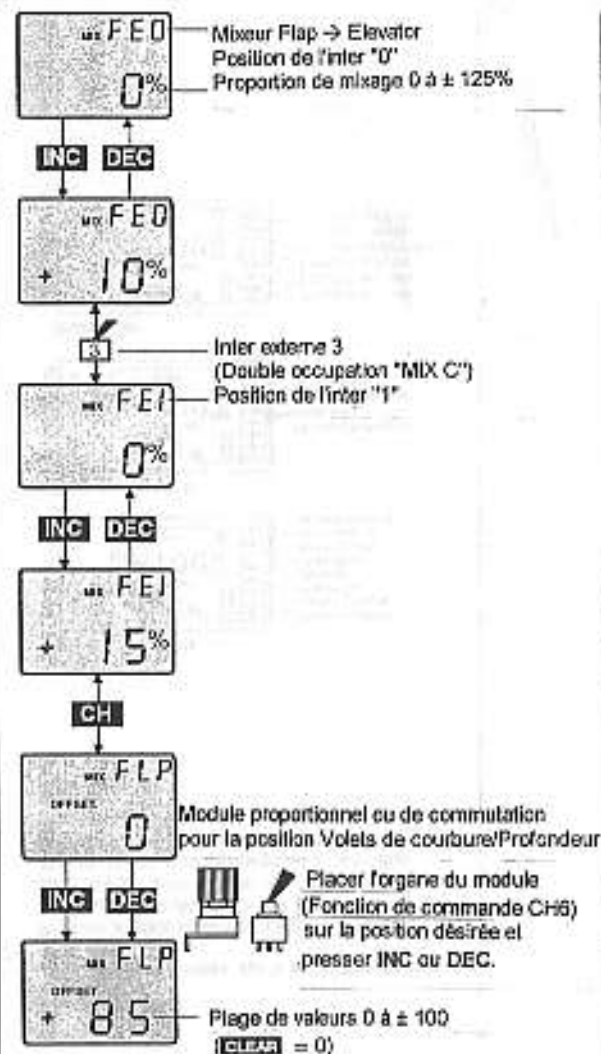 MIX FE0
Mixeur Flap → Elevator
Position de l'inter "0"
0%
Proportion de mixage 0 à ± 125%
INC DEC
MIX FE0
+ 10%
3
Inter externe 3
(Double occupation "MIX C")
MIX FE1
Position de l'inter "1"
0%
INC DEC
MIX FE1
+ 15%
CH
MIX FLP
OFFSET
0
Module proportionnel ou de commutation
pour la position Volets de courbure/Profondeur
INC DEC
Placer l'organe du module
(Fonction de commande CH6)
sur la position désirée et
presser INC ou DEC.
MIX FLP
OFFSET
+ 85
Plage de valeurs 0 à ± 100
(CLEAR = 0)